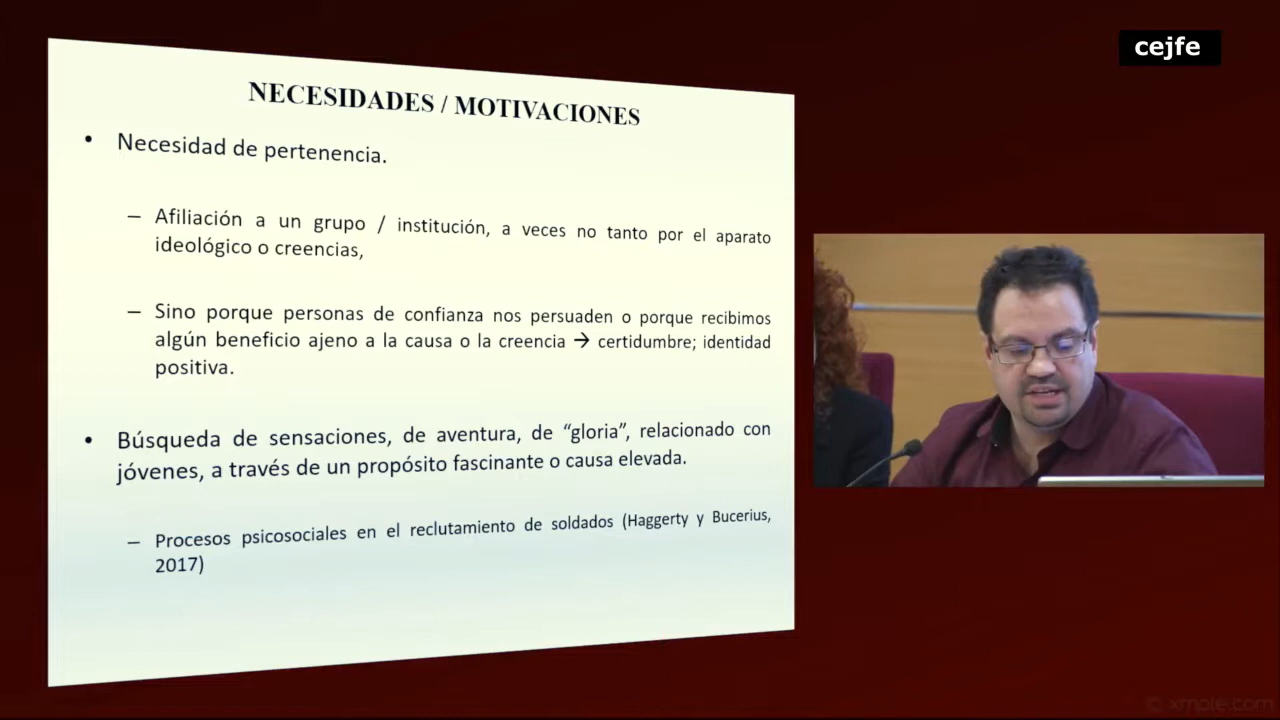 cejfe
NECESIDADES / MOTIVACIONES
• Necesidad de pertenencia.
– Afiliación a un grupo / institución, a veces no tanto por el aparato
ideológico o creencias,
– Sino porque personas de confianza nos persuaden o porque recibimos
algún beneficio ajeno a la causa o la creencia → certidumbre; identidad
positiva.
• Búsqueda de sensaciones, de aventura, de “gloria”, relacionado con
jóvenes, a través de un propósito fascinante o causa elevada.
– Procesos psicosociales en el reclutamiento de soldados (Haggerty y Bucerius,
2017)
© xmple.com